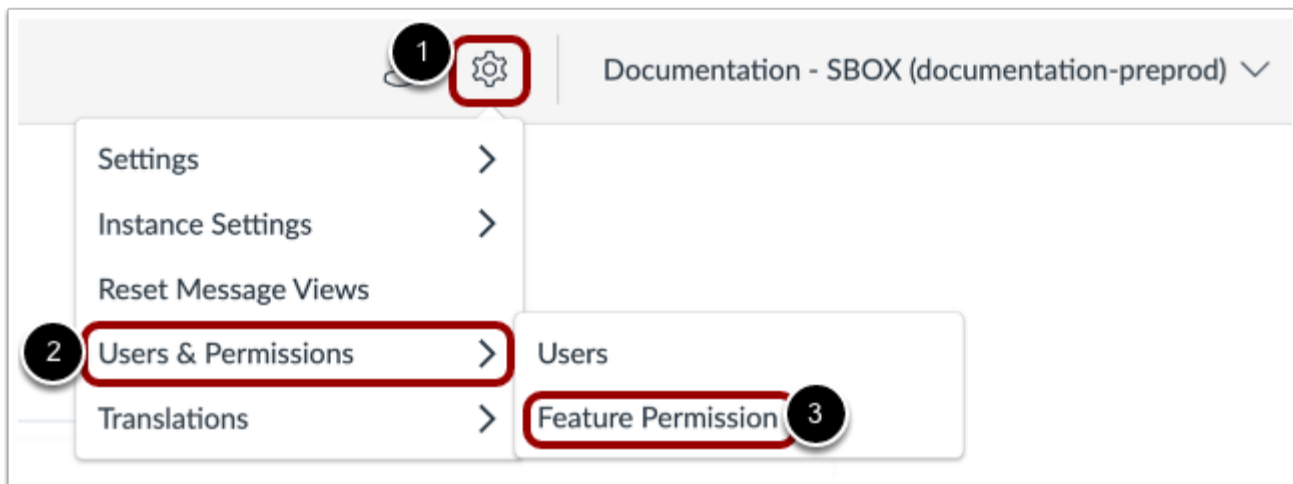 1
Documentation - SBOX (documentation-preprod)
Settings
Instance Settings
Reset Message Views
2 Users & Permissions
Users
Translations
Feature Permission 3